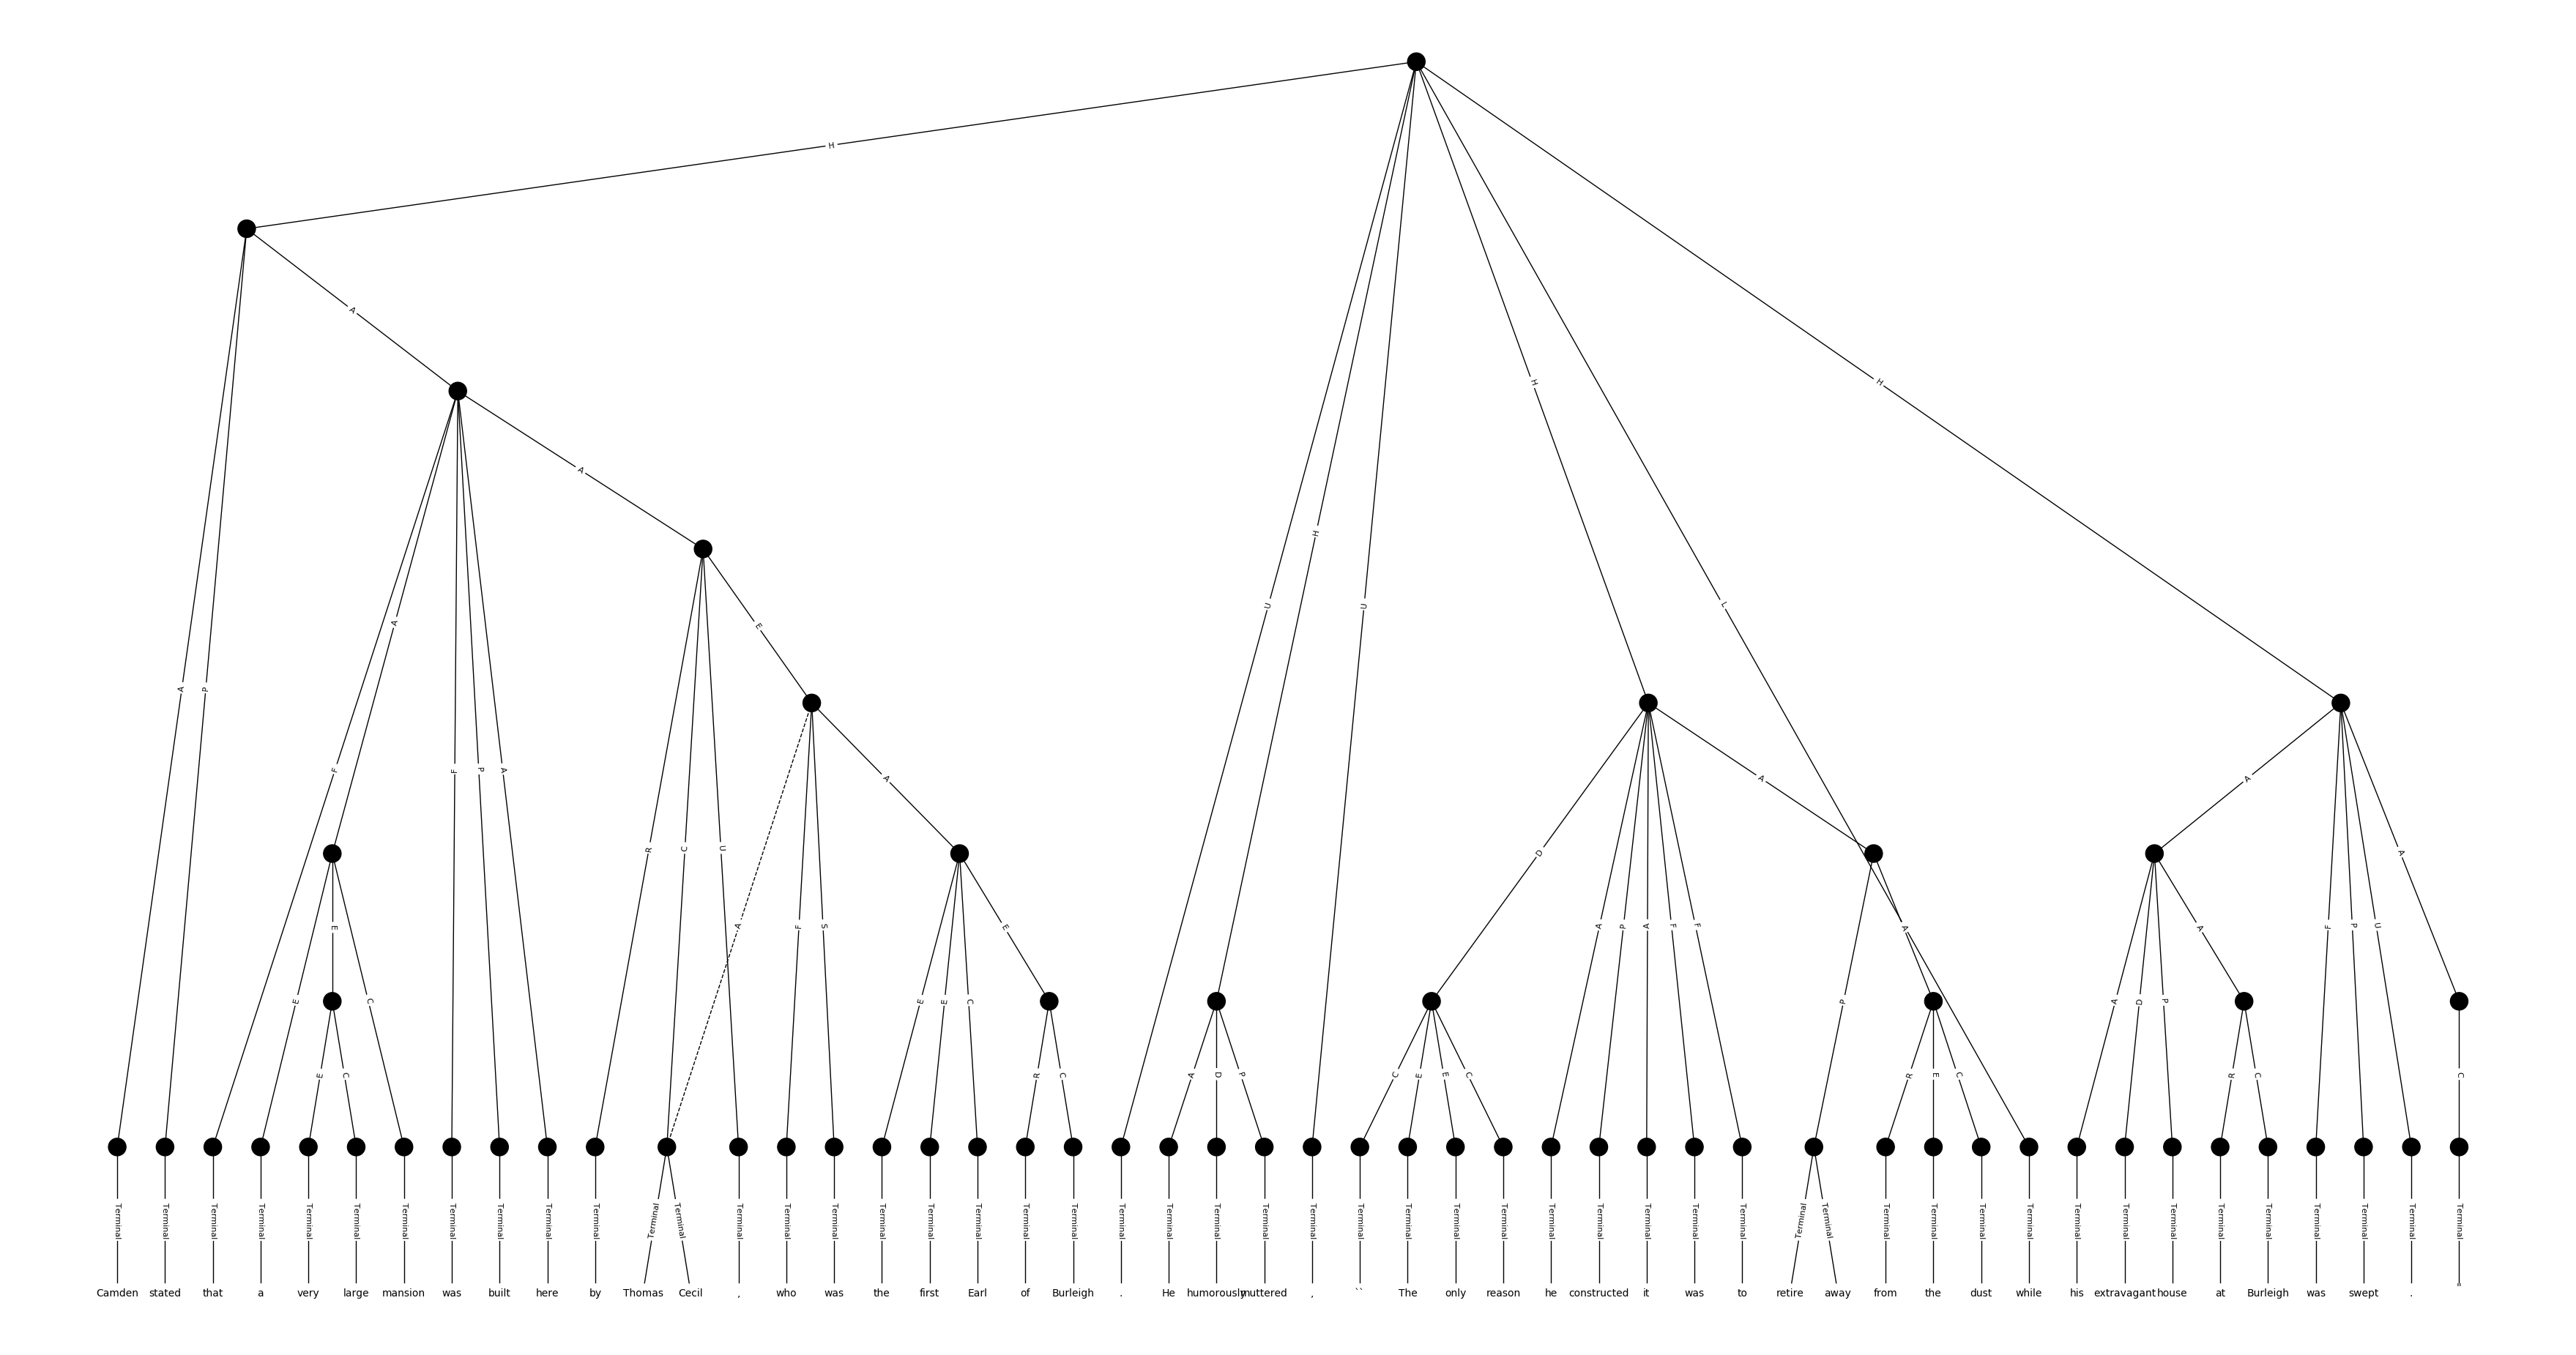 H
A
A
H
H
A
U
L
U
H
E
A
P
F
A
F
P
A
A
A
A
R
C
U
D
A
E
A
F
S
E
A
P
A
A
F
F
A
A
F
P
U
E
C
E
E
C
P
A
D
P
E
C
R
C
A
D
P
C
E
E
C
R
E
C
R
C
C
Terminal Terminal Terminal Terminal Terminal Terminal Terminal Terminal Terminal Terminal Terminal Terminal Terminal Terminal Terminal Terminal Terminal Terminal Terminal Terminal Terminal Terminal Terminal Terminal Terminal Terminal Terminal Terminal Terminal Terminal Terminal Terminal Terminal Terminal Terminal Terminal Terminal Terminal Terminal Terminal Terminal Terminal Terminal Terminal Terminal Terminal Terminal Terminal Terminal Terminal
Camden stated that a very large mansion was built here by Thomas Cecil , who was the first Earl of Burleigh . He humorously muttered , `` The only reason he constructed it was to retire away from the dust while his extravagant house at Burleigh was swept . "